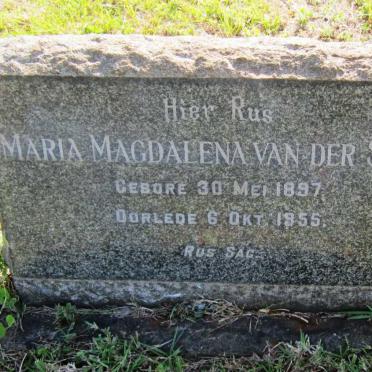 Hier Rus
Maria Magdalena van der S
Gebore 30 Mei 1897
Oorlede 6 Okt. 1955.
Rus Sag.